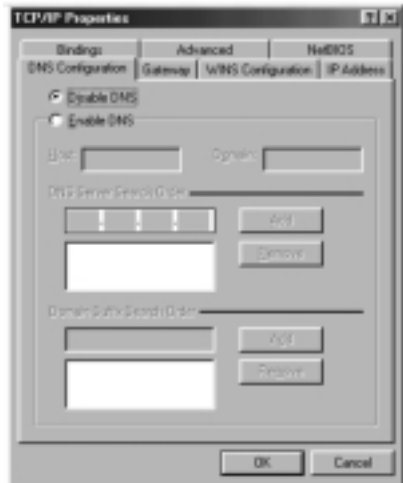 TCP/IP Properties
? X
Bindings Advanced NetBIOS
DNS Configuration Gateway WINS Configuration IP Address
Disable DNS
Enable DNS
Host: Domain:
DNS Server Search Order
Add
Remove
Domain Suffix Search Order
Add
Remove
OK Cancel